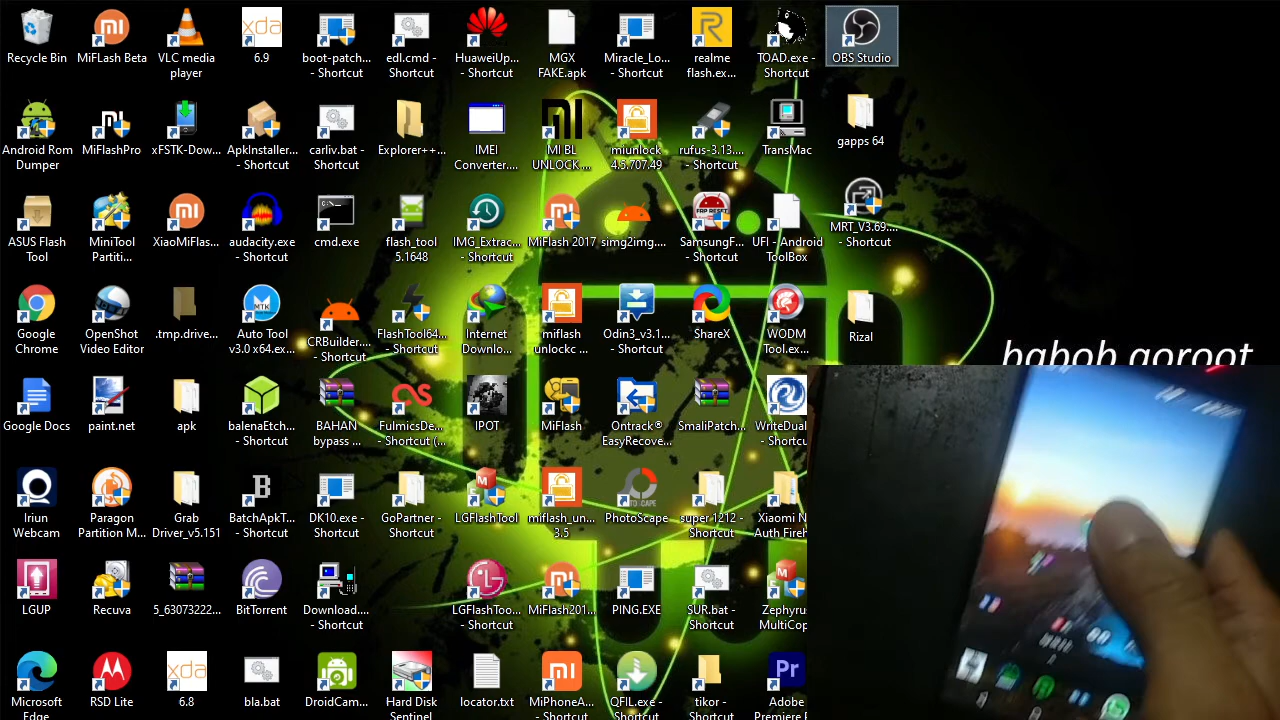 Recycle Bin
MiFLash Beta
VLC media
player
6.9
boot-patch...
- Shortcut
edl.cmd -
Shortcut
HuaweiUp...
- Shortcut
MGX
FAKE.apk
Miracle_Lo...
- Shortcut
realme
flash.ex...
TOAD.exe -
Shortcut
OBS Studio
Android Rom
Dumper
MiFlashPro
xFSTK-Dow...
ApkInstaller...
- Shortcut
carliv.bat -
Shortcut
Explorer++...
IMEI
Converter....
MI BL
UNLOCK ...
miunlock
4.5.707.49
rufus-3.13....
- Shortcut
TransMac
gapps 64
ASUS Flash
Tool
MiniTool
Partiti...
XiaoMiFlas...
audacity.exe
- Shortcut
cmd.exe
flash_tool
5.1648
IMG_Extrac...
- Shortcut
MiFlash 2017
simg2img....
SamsungF...
- Shortcut
UFI - Android
ToolBox
MRT_V3.69....
- Shortcut
Google
Chrome
OpenShot
Video Editor
.tmp.drive...
Auto Tool
v3.0 x64.ex...
CRBuilder....
- Shortcut
FlashTool64...
- Shortcut
Internet
Downlo...
miflash
unlockc ...
Odin3_v3.1...
- Shortcut
ShareX
WODM
Tool.ex...
Rizal
babob goroot
Google Docs
paint.net
apk
balenaEtch...
- Shortcut
BAHAN
bypass ...
FulmicsDe...
- Shortcut (...
IPOT
MiFlash
Ontrack®
EasyRecove...
SmaliPatch...
WriteDual...
- Shortcu
Iriun
Webcam
Paragon
Partition M...
Grab
Driver_v5.151
BatchApkT...
- Shortcut
DK10.exe -
Shortcut
GoPartner -
Shortcut
LGFlashTool
miflash_un...
3.5
PhotoScape
super 1212 -
Shortcut
Xiaomi N
Auth_Fireh
LGUP
Recuva
5_63073222...
BitTorrent
Download....
- Shortcut
LGFlashToo...
- Shortcut
MiFlash201...
- Shortcut
PING.EXE
SUR.bat -
Shortcut
Zephyrus
MultiCop
Microsoft
Edge
RSD Lite
6.8
bla.bat
DroidCam...
Hard Disk
Sentinel
locator.txt
MiPhoneA...
- Shortcut
QFIL.exe -
Shortcut
tikor -
Shortcut
Adobe
Premiere P